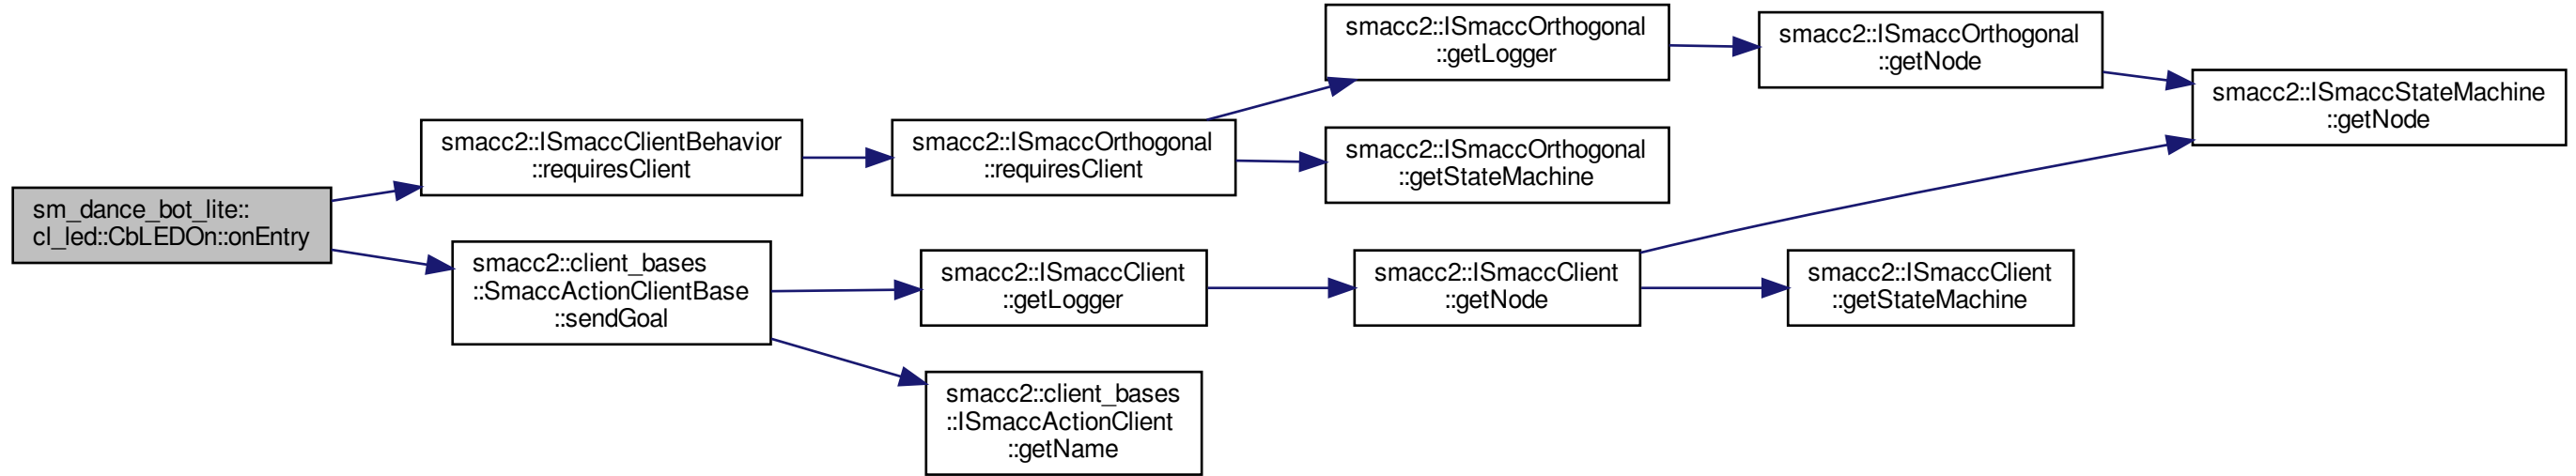 sm_dance_bot_lite::
cl_led::CbLEDOn::onEntry
smacc2::ISmaccClientBehavior
::requiresClient
smacc2::ISmaccOrthogonal
::requiresClient
smacc2::ISmaccOrthogonal
::getLogger
smacc2::ISmaccOrthogonal
::getNode
smacc2::ISmaccStateMachine
::getNode
smacc2::ISmaccOrthogonal
::getStateMachine
smacc2::client_bases
::SmaccActionClientBase
::sendGoal
smacc2::ISmaccClient
::getLogger
smacc2::ISmaccClient
::getNode
smacc2::ISmaccClient
::getStateMachine
smacc2::client_bases
::ISmaccActionClient
::getName